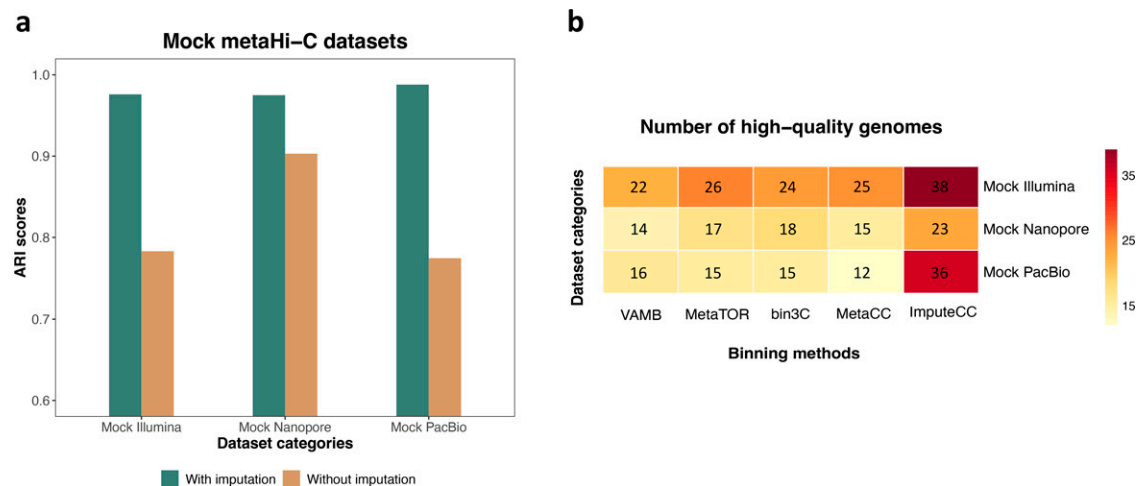 a
Mock metaHi-C datasets
1.0
0.9
0.8
0.7
0.6
ARI scores
Mock Illumina Mock Nanopore Mock PacBio
Dataset categories
With imputation Without imputation
b
Number of high-quality genomes
Dataset categories
22 26 24 25 38 Mock Illumina
14 17 18 15 23 Mock Nanopore
16 15 15 12 36 Mock PacBio
VAMB MetaTOR bin3C MetaCC ImputeCC
Binning methods
35
25
15